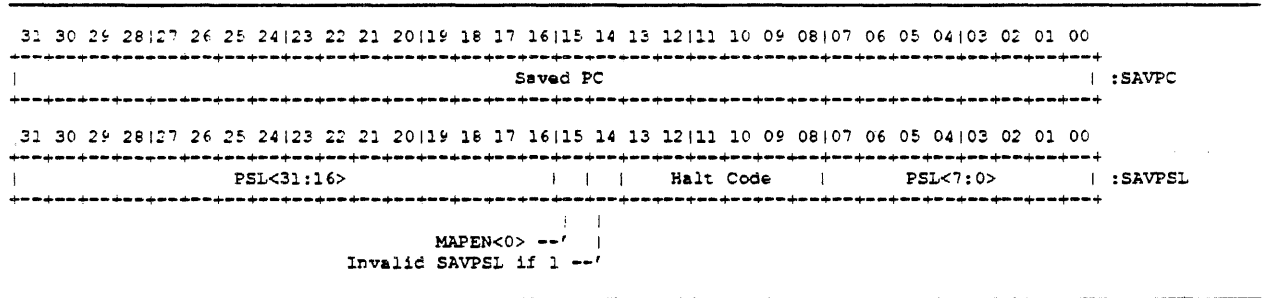 31 30 29 28|27 26 25 24|23 22 21 20|19 18 17 16|15 14 13 12|11 10 09 08|07 06 05 04|03 02 01 00
+--+--+--+--+--+--+--+--+--+--+--+--+--+--+--+--+--+--+--+--+--+--+--+--+--+--+--+--+--+--+--+--+
| Saved PC | :SAVPC
+--+--+--+--+--+--+--+--+--+--+--+--+--+--+--+--+--+--+--+--+--+--+--+--+--+--+--+--+--+--+--+--+
31 30 29 28|27 26 25 24|23 22 21 20|19 18 17 16|15 14 13 12|11 10 09 08|07 06 05 04|03 02 01 00
+--+--+--+--+--+--+--+--+--+--+--+--+--+--+--+--+--+--+--+--+--+--+--+--+--+--+--+--+--+--+--+--+
| PSL<31:16> | | | Halt Code | PSL<7:0> | :SAVPSL
+--+--+--+--+--+--+--+--+--+--+--+--+--+--+--+--+--+--+--+--+--+--+--+--+--+--+--+--+--+--+--+--+
| |
MAPEN<0> --' |
Invalid SAVPSL if 1 --'